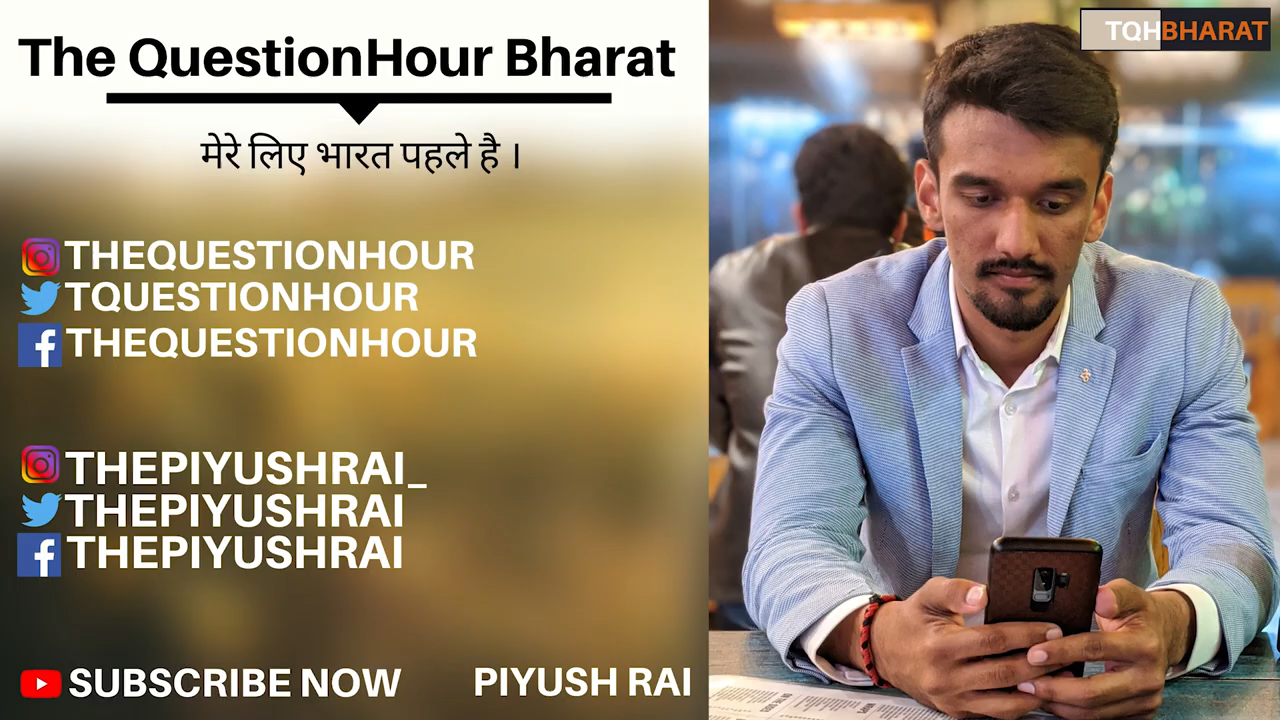 The QuestionHour Bharat
मेरे लिए भारत पहले है ।
THEQUESTIONHOUR
TQUESTIONHOUR
THEQUESTIONHOUR
THEPIYUSHRAI_
THEPIYUSHRAI
THEPIYUSHRAI
SUBSCRIBE NOW
PIYUSH RAI
TQHBHARAT